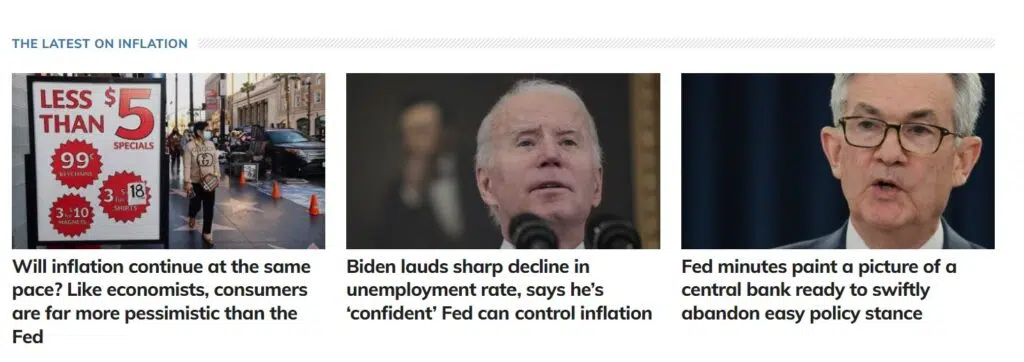 THE LATEST ON INFLATION
LESS $5
THAN
SPECIALS
99¢
KEYCHAINS
3 for 18
SHIRTS
3 10
MAGNETS
Will inflation continue at the same
pace? Like economists, consumers
are far more pessimistic than the
Fed
Biden lauds sharp decline in
unemployment rate, says he's
‘confident’ Fed can control inflation
Fed minutes paint a picture of a
central bank ready to swiftly
abandon easy policy stance